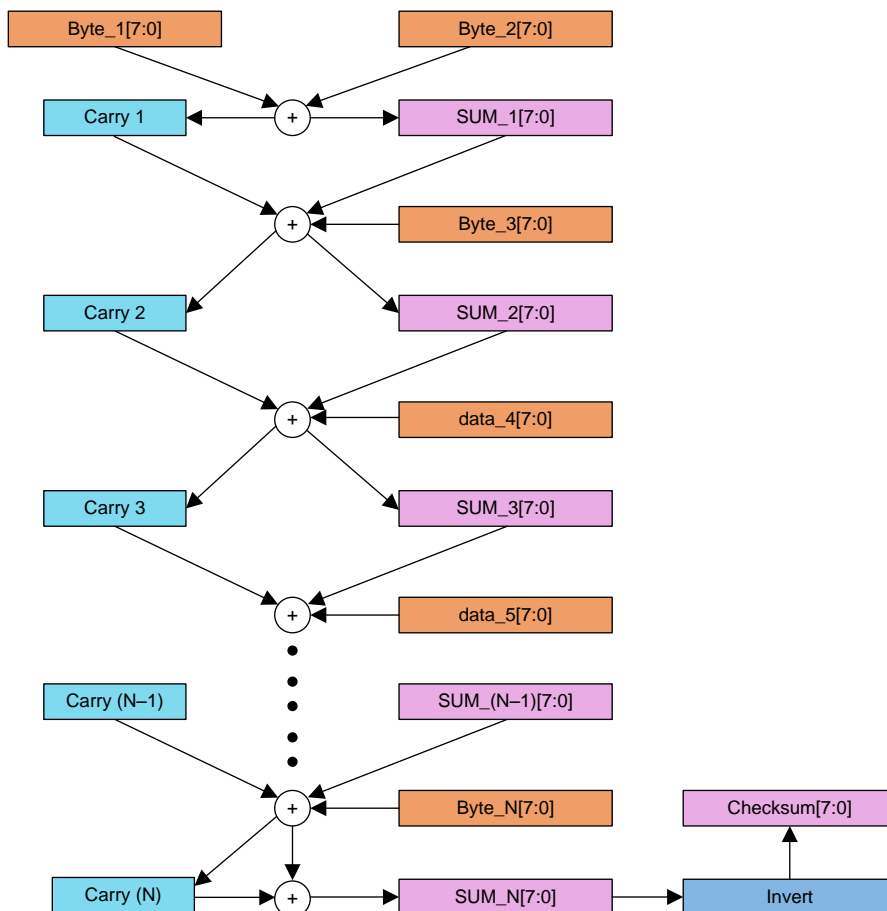 Byte_1[7:0]
Byte_2[7:0]
Carry 1
+
SUM_1[7:0]
+
Byte_3[7:0]
Carry 2
SUM_2[7:0]
+
data_4[7:0]
Carry 3
SUM_3[7:0]
+
data_5[7:0]
Carry (N–1)
SUM_(N–1)[7:0]
+
Byte_N[7:0]
Checksum[7:0]
Carry (N)
+
SUM_N[7:0]
Invert